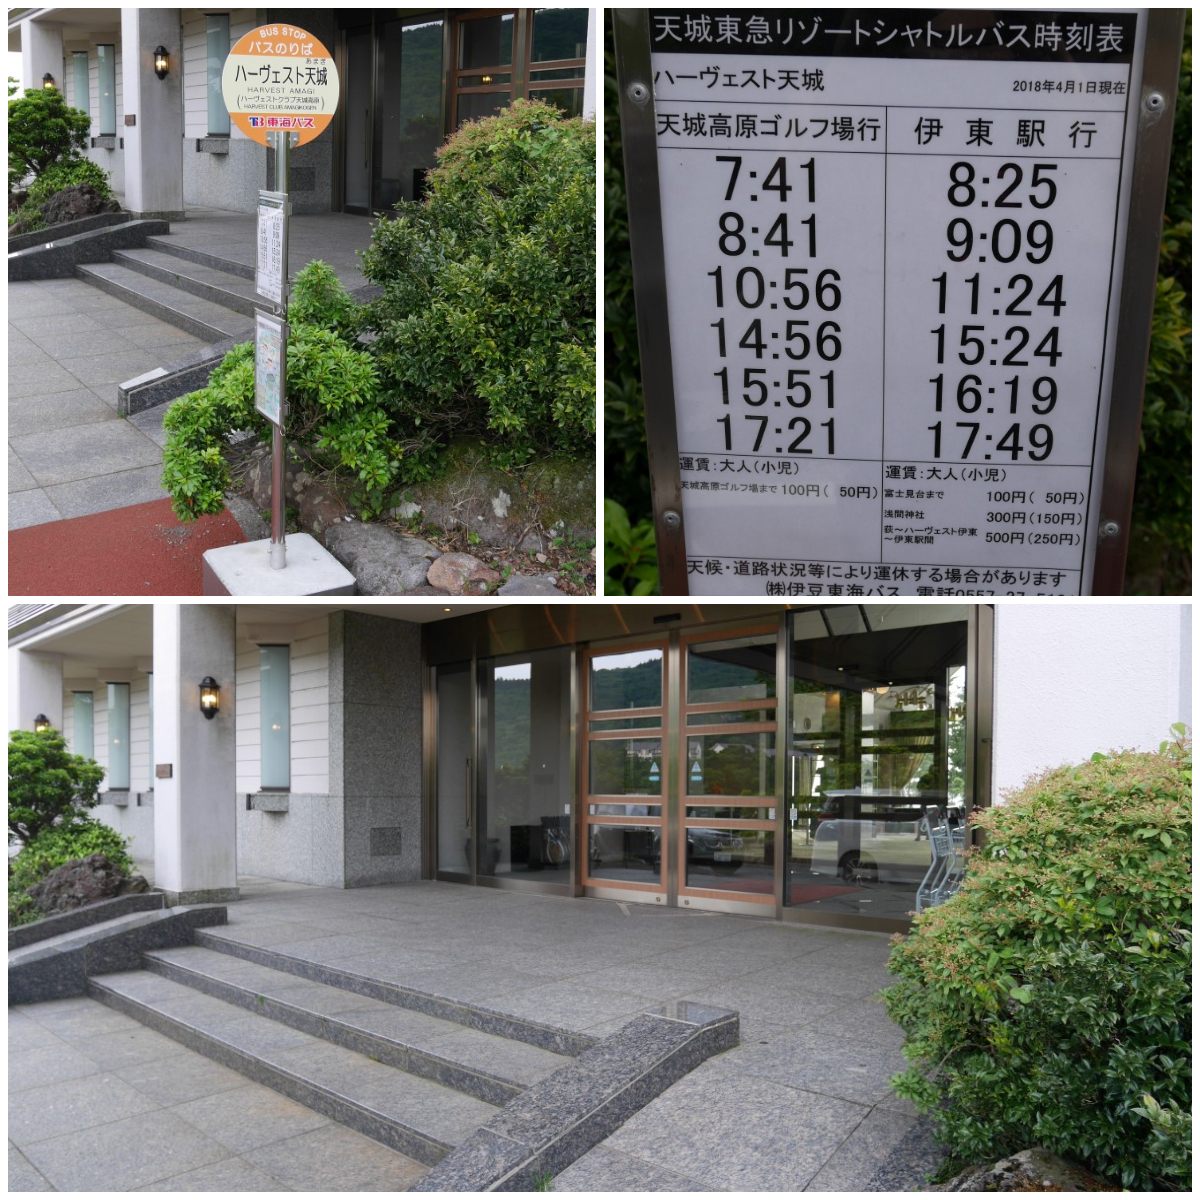 BUS STOP
バスのりば
あまぎ
ハーヴェスト天城
HARVEST AMAGI
(ハーヴェストクラブ天城高原)
HARVEST CLUB AMAGIKOGEN
TB 東海バス
天城東急リゾートシャトルバス時刻表
ハーヴェスト天城 2018年4月1日現在
天城高原ゴルフ場行 伊東駅行
7:41 8:25
8:41 9:09
10:56 11:24
14:56 15:24
15:51 16:19
17:21 17:49
運賃:大人(小児) 運賃:大人(小児)
天城高原ゴルフ場まで 100円( 50円) 富士見台まで 100円( 50円)
浅間神社 300円(150円)
荻～ハーヴェスト伊東 500円(250円)
～伊東駅間
天候・道路状況等により運休する場合があります
㈱伊豆東海バス 電話0557-37-